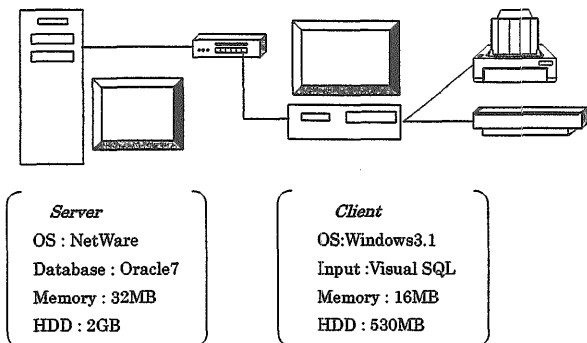 Server
OS : NetWare
Database : Oracle7
Memory : 32MB
HDD : 2GB
Client
OS:Windows3.1
Input :Visual SQL
Memory : 16MB
HDD : 530MB